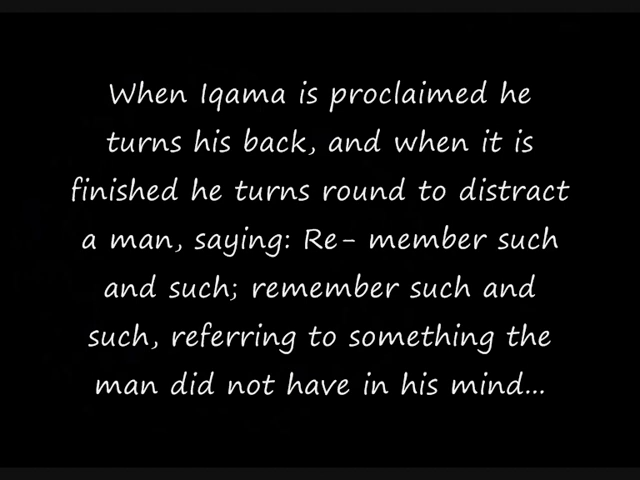 When Iqama is proclaimed he
turns his back, and when it is
finished he turns round to distract
a man, saying: Re- member such
and such; remember such and
such, referring to something the
man did not have in his mind...